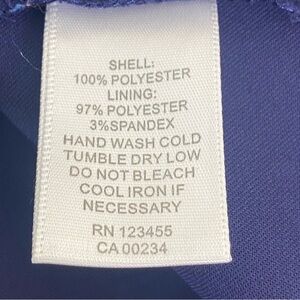 SHELL:
100% POLYESTER
LINING:
97% POLYESTER
3%SPANDEX
HAND WASH COLD
TUMBLE DRY LOW
DO NOT BLEACH
COOL IRON IF
NECESSARY
RN 123455
CA 00234